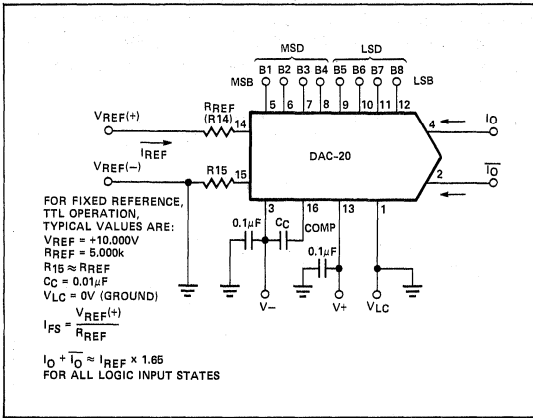 MSD LSD
B1 B2 B3 B4 B5 B6 B7 B8
MSB LSB
5 6 7 8 9 10 11 12
VREF(+) RREF (R14) 14 4 IO
IREF
DAC-20
VREF(−) R15 15 2 I̅O̅
3 16 13 1
FOR FIXED REFERENCE,
TTL OPERATION,
TYPICAL VALUES ARE:
VREF = +10.000V
RREF = 5.000k
R15 ≈ RREF
CC = 0.01μF
VLC = 0V (GROUND)
IFS = VREF(+) / RREF
IO + I̅O̅ ≈ IREF x 1.65
FOR ALL LOGIC INPUT STATES
0.1μF CC COMP
0.1μF
V− V+ VLC